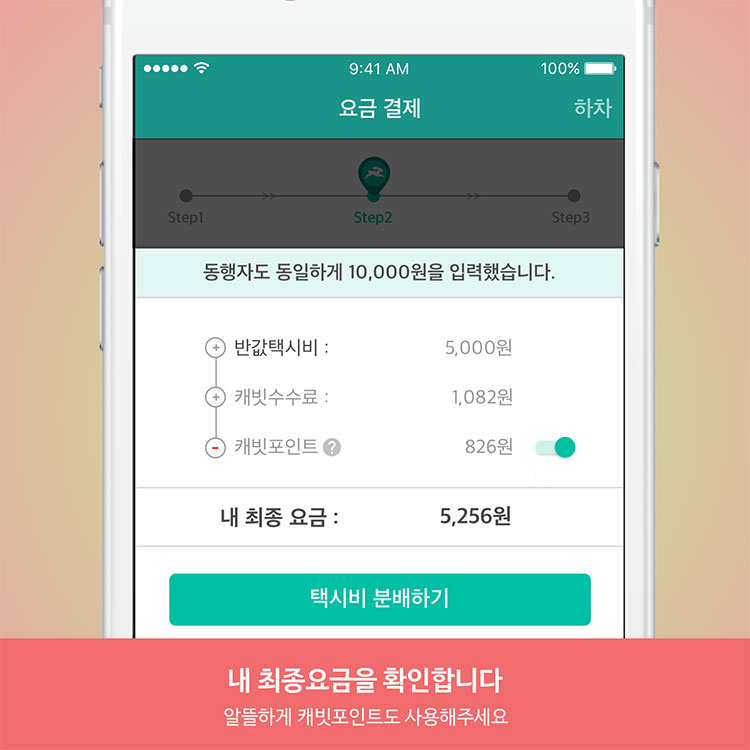 9:41 AM
100%
요금 결제
하차
Step1
Step2
Step3
동행자도 동일하게 10,000원을 입력했습니다.
반값택시비 : 5,000원
캐빗수수료 : 1,082원
캐빗포인트 ? 826원
내 최종 요금 : 5,256원
택시비 분배하기
내 최종요금을 확인합니다
알뜰하게 캐빗포인트도 사용해주세요